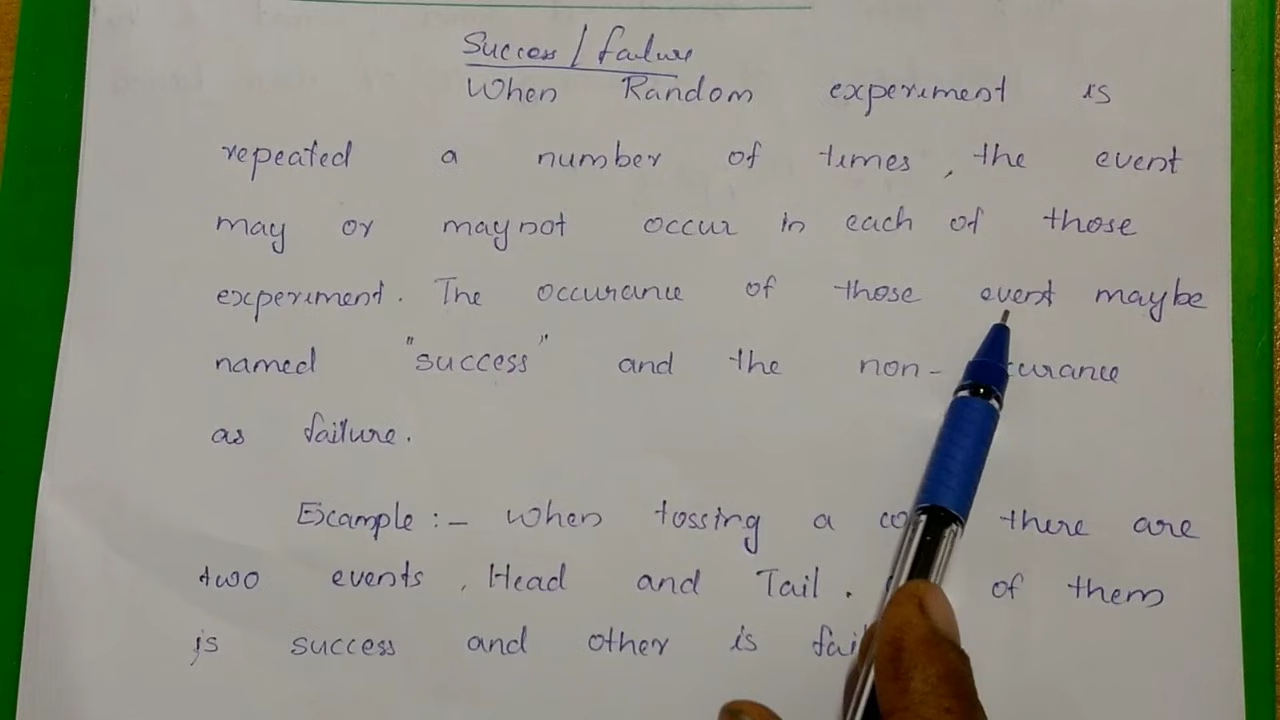 Success / failure
When Random experiment is
repeated a number of times, the event
may or maynot occur in each of those
experiment. The occurance of those event maybe
named "success" and the non-
as failure.
Example :- When tossing a there are
two events, Head and Tail. of them
is success and other is